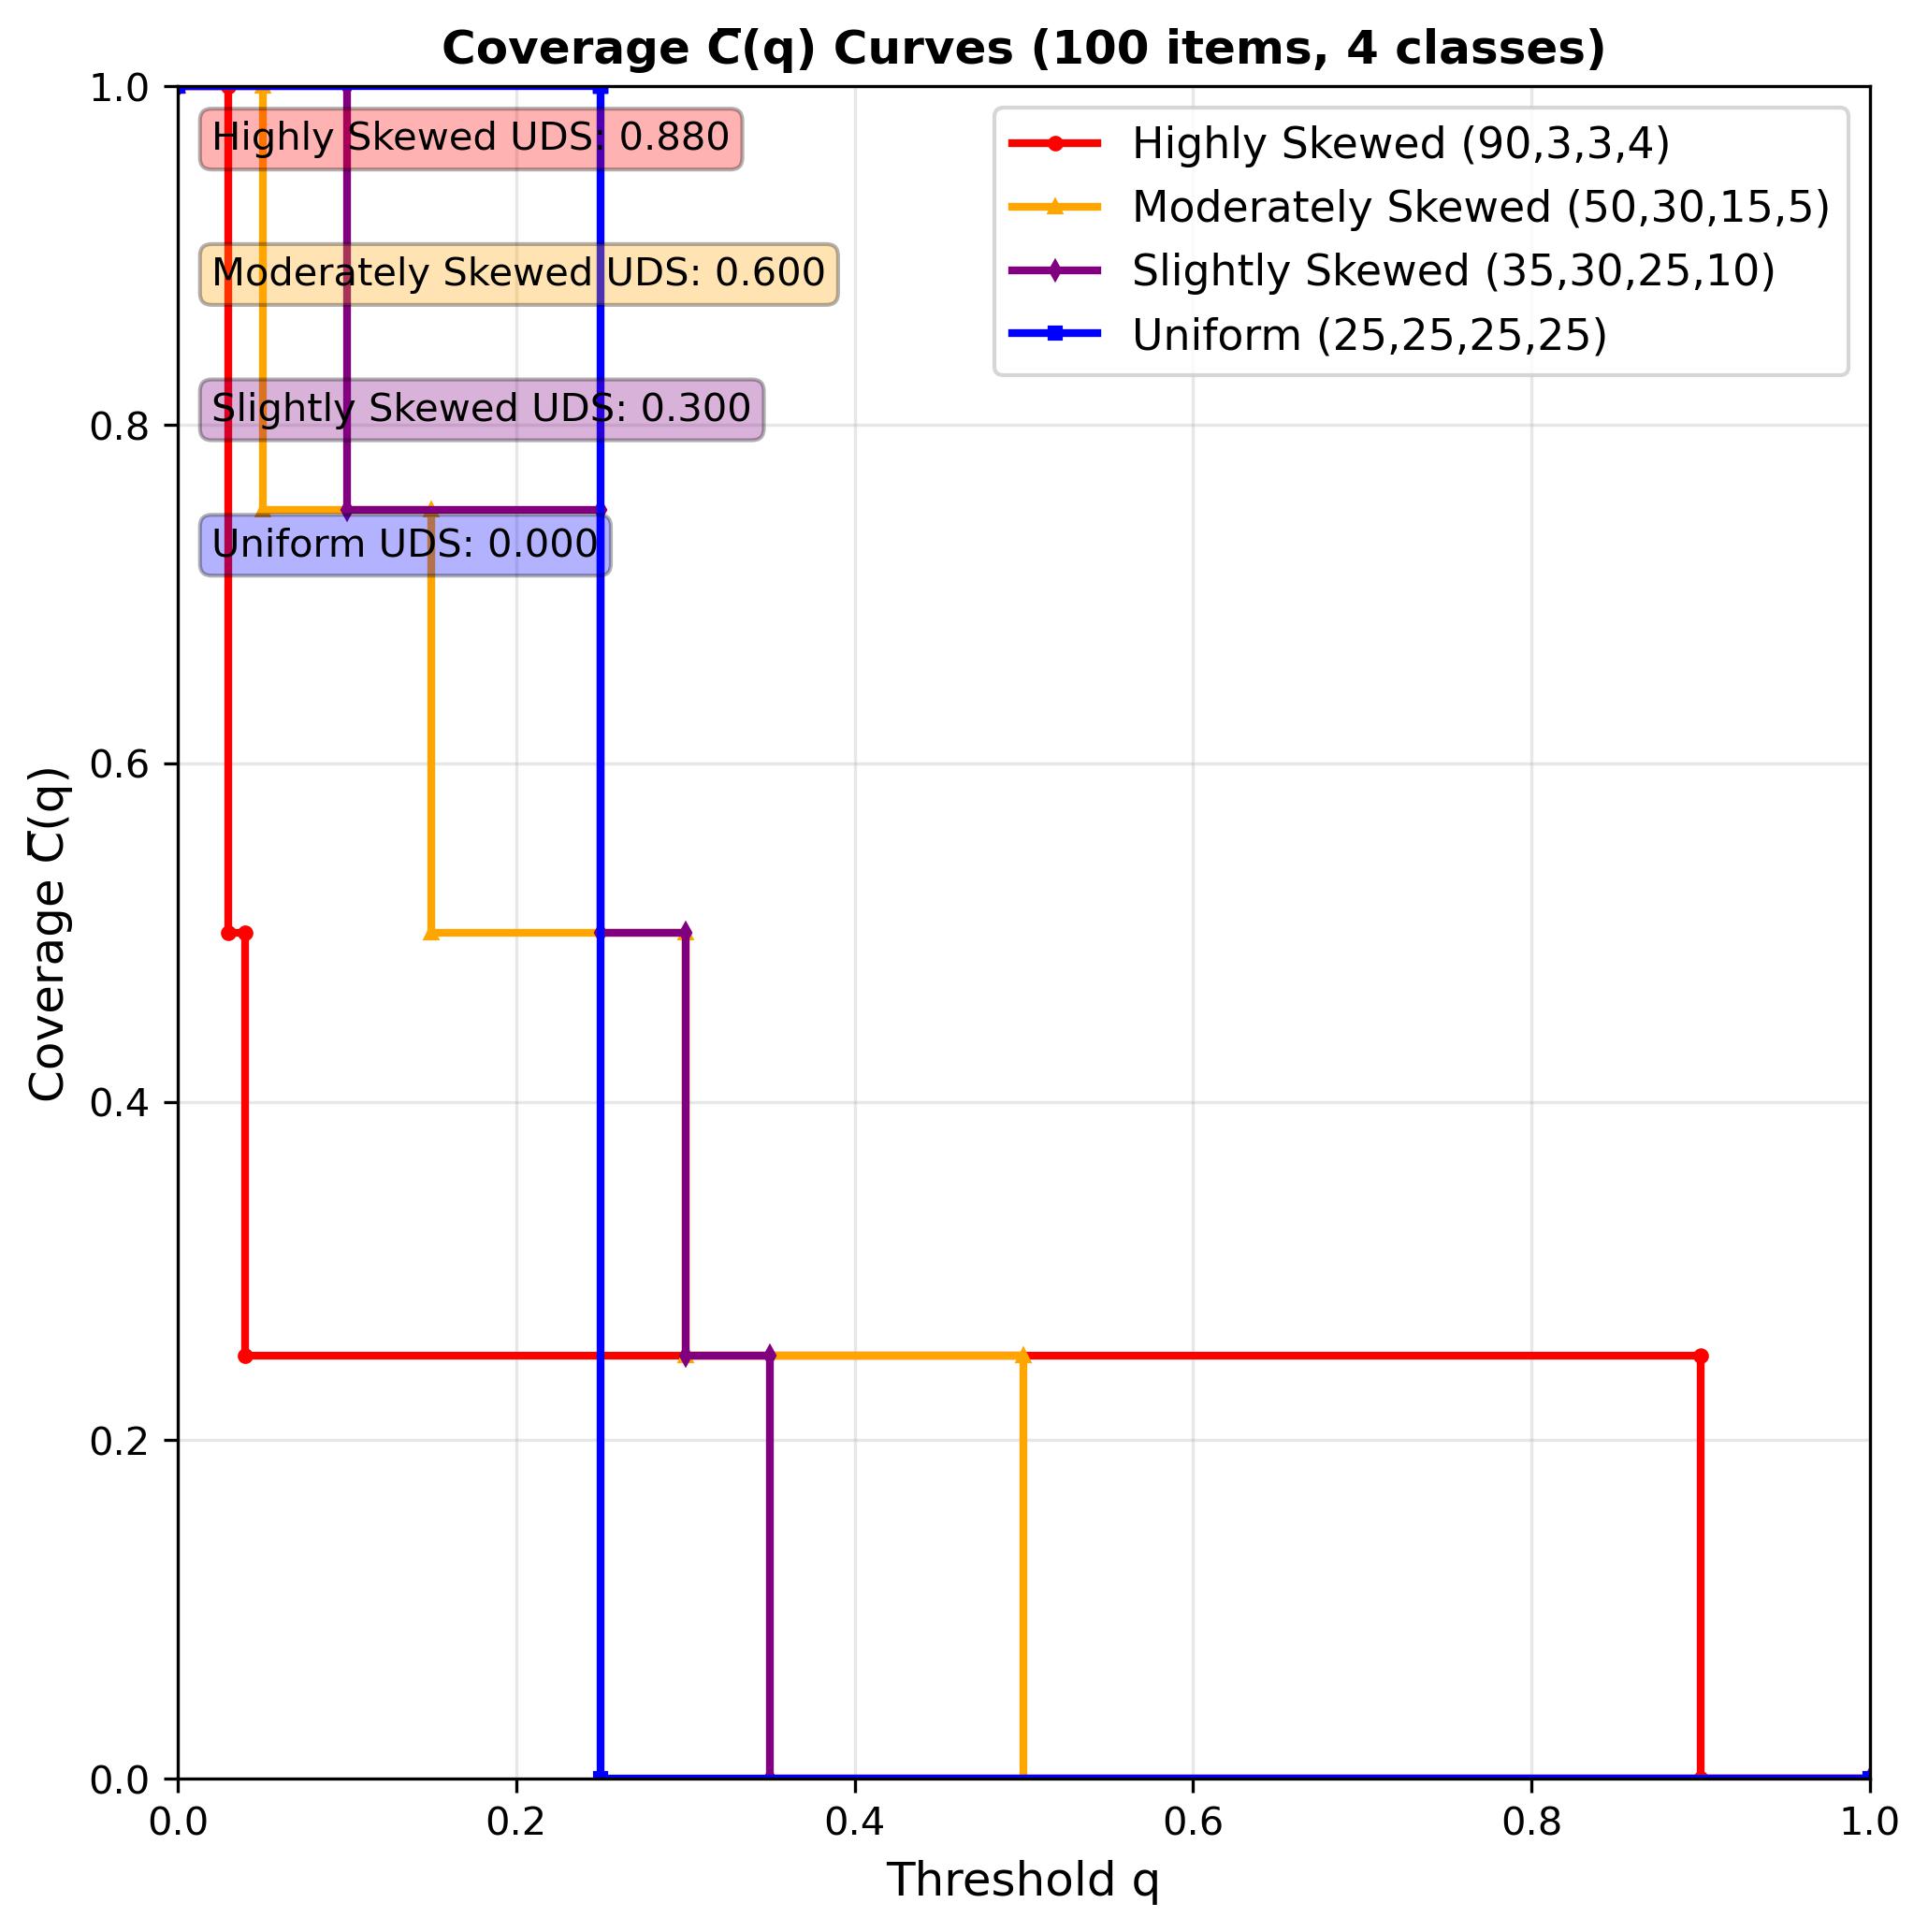 Coverage C̄(q) Curves (100 items, 4 classes)
Highly Skewed UDS: 0.880
Moderately Skewed UDS: 0.600
Slightly Skewed UDS: 0.300
Uniform UDS: 0.000
Highly Skewed (90,3,3,4)
Moderately Skewed (50,30,15,5)
Slightly Skewed (35,30,25,10)
Uniform (25,25,25,25)
Coverage C̄(q)
1.0
0.8
0.6
0.4
0.2
0.0
0.0 0.2 0.4 0.6 0.8 1.0
Threshold q